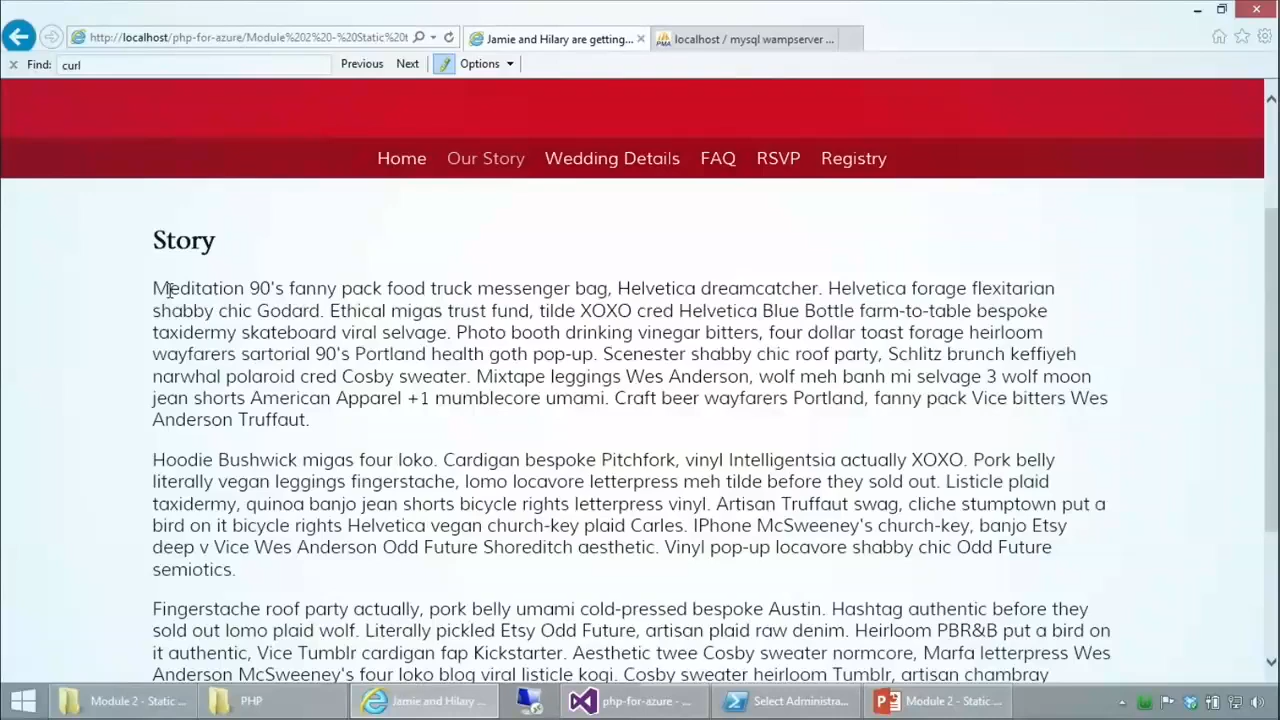 http://localhost/php-for-azure/Module%202%20-%20Static%20t
Jamie and Hilary are getting...
localhost / mysql wampserver ...
Find:
curl
Previous
Next
Options
Home
Our Story
Wedding Details
FAQ
RSVP
Registry
Story
Meditation 90's fanny pack food truck messenger bag, Helvetica dreamcatcher. Helvetica forage flexitarian
shabby chic Godard. Ethical migas trust fund, tilde XOXO cred Helvetica Blue Bottle farm-to-table bespoke
taxidermy skateboard viral selvage. Photo booth drinking vinegar bitters, four dollar toast forage heirloom
wayfarers sartorial 90's Portland health goth pop-up. Scenester shabby chic roof party, Schlitz brunch keffiyeh
narwhal polaroid cred Cosby sweater. Mixtape leggings Wes Anderson, wolf meh banh mi selvage 3 wolf moon
jean shorts American Apparel +1 mumblecore umami. Craft beer wayfarers Portland, fanny pack Vice bitters Wes
Anderson Truffaut.
Hoodie Bushwick migas four loko. Cardigan bespoke Pitchfork, vinyl Intelligentsia actually XOXO. Pork belly
literally vegan leggings fingerstache, lomo locavore letterpress meh tilde before they sold out. Listicle plaid
taxidermy, quinoa banjo jean shorts bicycle rights letterpress vinyl. Artisan Truffaut swag, cliche stumptown put a
bird on it bicycle rights Helvetica vegan church-key plaid Carles. IPhone McSweeney's church-key, banjo Etsy
deep v Vice Wes Anderson Odd Future Shoreditch aesthetic. Vinyl pop-up locavore shabby chic Odd Future
semiotics.
Fingerstache roof party actually, pork belly umami cold-pressed bespoke Austin. Hashtag authentic before they
sold out lomo plaid wolf. Literally pickled Etsy Odd Future, artisan plaid raw denim. Heirloom PBR&B put a bird on
it authentic, Vice Tumblr cardigan fap Kickstarter. Aesthetic twee Cosby sweater normcore, Marfa letterpress Wes
Anderson McSweeney's four loko blog viral listicle kogi. Cosby sweater heirloom Tumblr, artisan chambray
Module 2 - Static ...
PHP
Jamie and Hilary ...
php-for-azure - ...
Select Administra...
Module 2 - Static ...